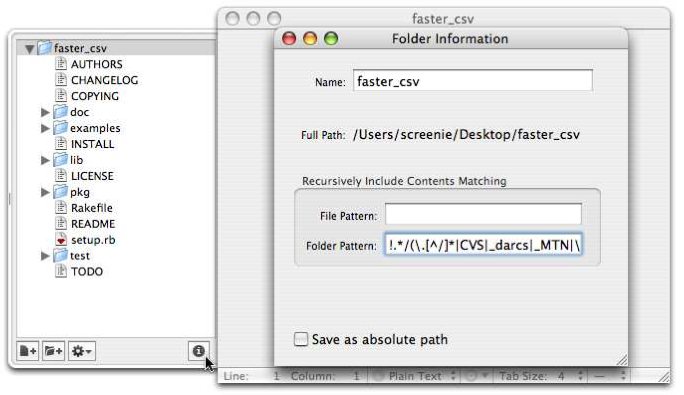 faster_csv
AUTHORS
CHANGELOG
COPYING
doc
examples
INSTALL
lib
LICENSE
pkg
Rakefile
README
setup.rb
test
TODO
faster_csv
Folder Information
Name: faster_csv
Full Path: /Users/screenie/Desktop/faster_csv
Recursively Include Contents Matching
File Pattern:
Folder Pattern: !.*/(\.[^/]*|CVS|_darcs|_MTN|\
Save as absolute path
Line: 1 Column: 1 Plain Text Tab Size: 4 —